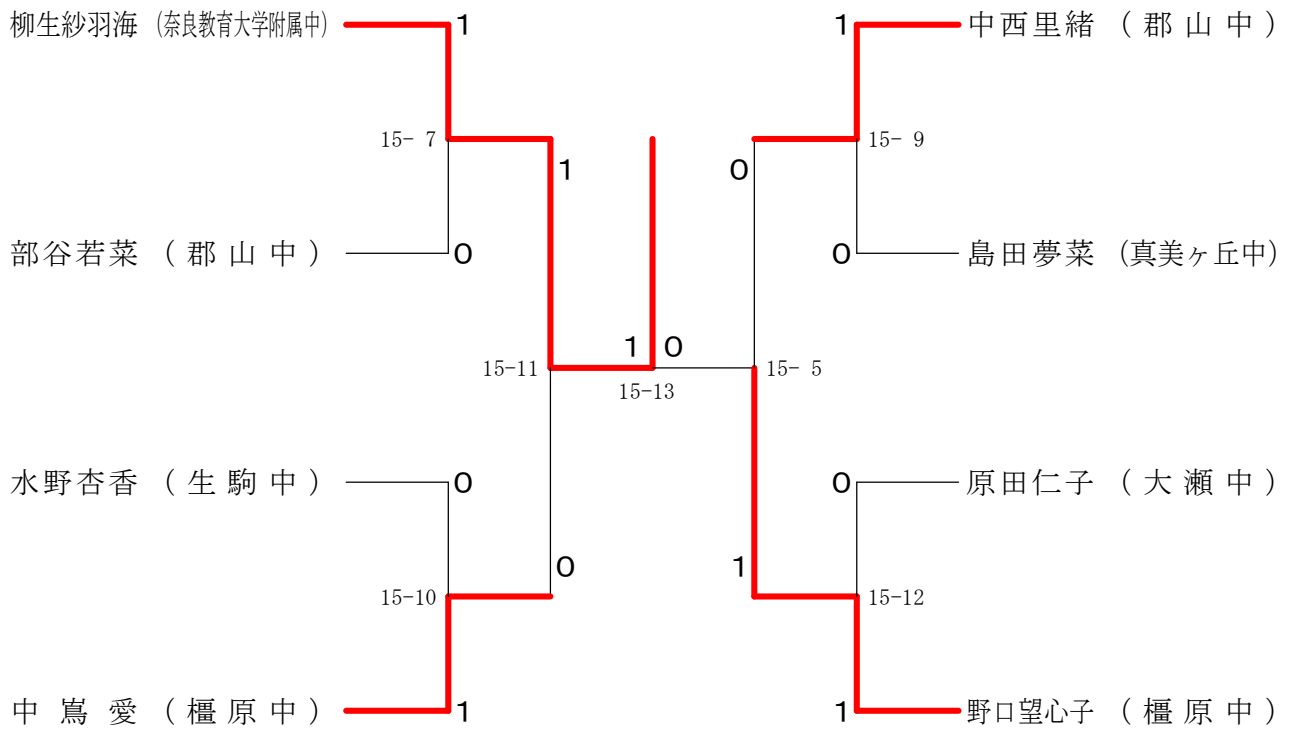 柳生紗羽海 (奈良教育大学附属中) 1 1 中西里緒 ( 郡 山 中 )
15- 7 15- 9
1 0
部谷若菜 ( 郡 山 中 ) 0 0 島田夢菜 (真美ヶ丘中)
1 0
15-11 15- 5
15-13
水野杏香 ( 生 駒 中 ) 0 0 原田仁子 ( 大 瀬 中 )
0 1
15-10 15-12
中 嶌 愛 ( 橿 原 中 ) 1 1 野口望心子 ( 橿 原 中 )